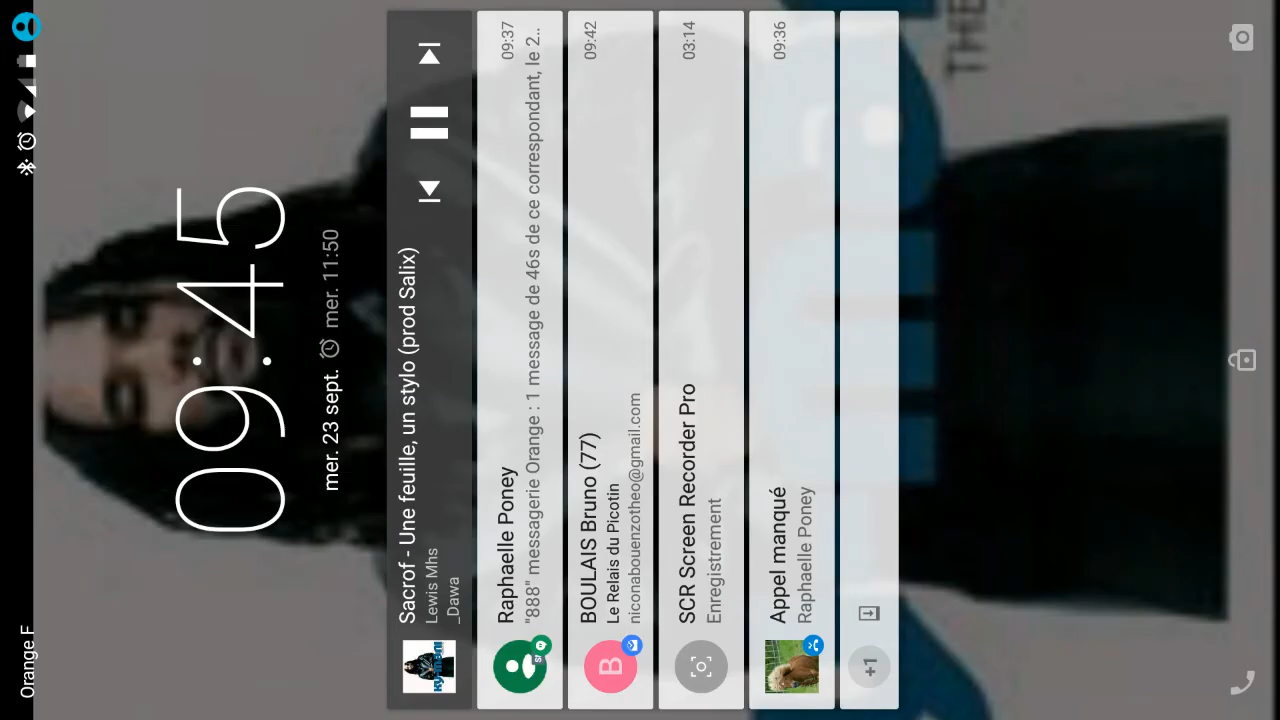 Orange F
09:45
mer. 23 sept. mer. 11:50
Sacrof - Une feuille, un stylo (prod Salix)
Lewis Mhs
_Dawa
Raphaelle Poney 09:37
"888" messagerie Orange : 1 message de 46s de ce correspondant, le 2..
B
BOULAIS Bruno (77) 09:42
Le Relais du Picotin
niconabouenzotheo@gmail.com
SCR Screen Recorder Pro 03:14
Enregistrement
Appel manqué 09:36
Raphaelle Poney
+1
THE